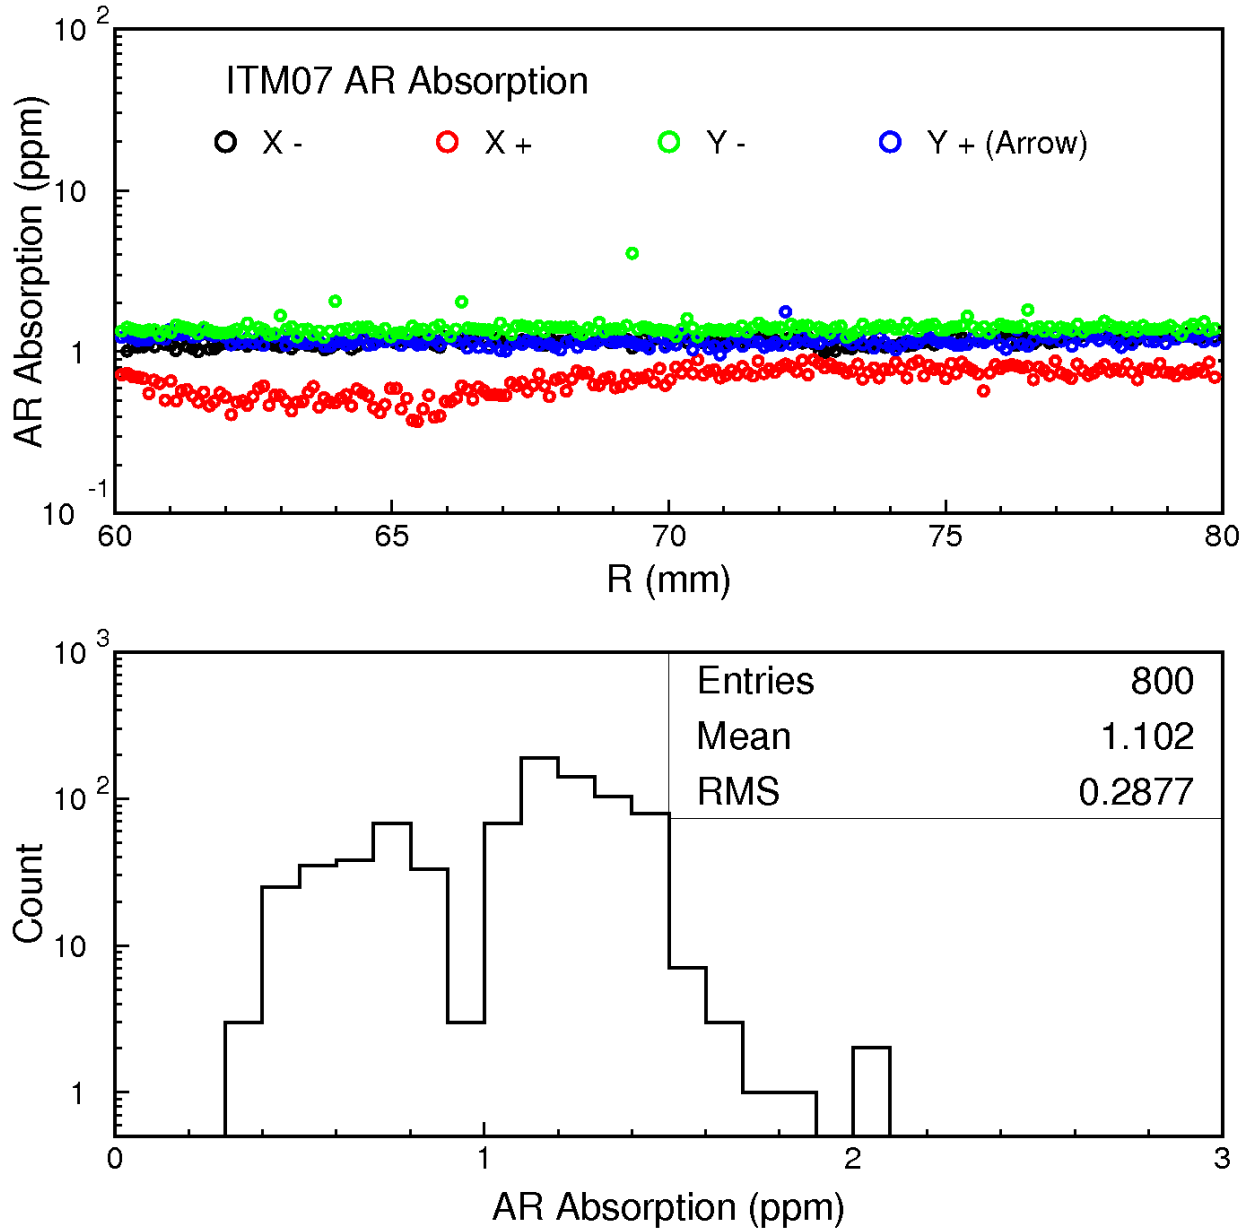 10 2
ITM07 AR Absorption
X - X + Y - Y + (Arrow)
10
1
10 -1
AR Absorption (ppm)
60 65 70 75 80
R (mm)
10 3
Entries 800
Mean 1.102
RMS 0.2877
10 2
10
1
Count
0 1 2 3
AR Absorption (ppm)